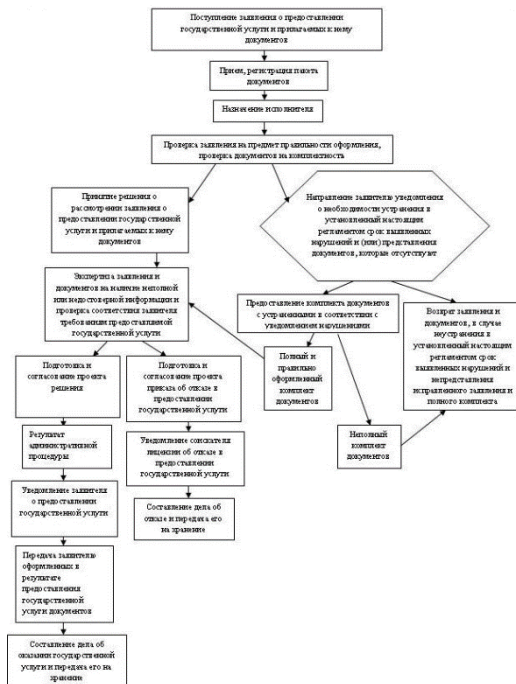 Поступление заявления о предоставлении
государственной услуги и прилагаемых к нему
документов
Прием, регистрация пакета
документов
Назначение исполнителя
Проверка заявления на предмет правильности оформления,
проверка документов на комплектность
Принятие решения о
рассмотрении заявления о
предоставлении государственной
услуги и прилагаемых к нему
документов
Направление заявителю уведомления
о необходимости устранения в
установленный настоящим
регламентом срок выявленных
нарушений и (или) представления
документов, которые отсутствуют
Экспертиза заявления и
документов на наличие неполной
или недостоверной информации и
проверка соответствия заявителя
требованиям предоставляемой
государственной услуги
Предоставление комплекта документов
с устраненными в соответствии с
уведомлением нарушениями
Возврат заявления и
документов, в случае
неустранения в
установленный настоящим
регламентом срок
выявленных нарушений и
непредставления
исправленного заявления и
полного комплекта
Полный и
правильно
оформленный
комплект
документов
Неполный
комплект
документов
Подготовка и
согласование проекта
решения
Подготовка и
согласование проекта
приказа об отказе в
предоставлении
государственной услуги
Результат
административной
процедуры
Уведомление соискателя
лицензии об отказе в
предоставлении
государственной услуги
Уведомление заявителя
о предоставлении
государственной услуги
Составление дела об
отказе и передача его
на хранение
Передача заявителю
оформленных в
результате
предоставления
государственной
услуги документов
Составление дела об
оказании государственной
услуги и передача его на
хранение